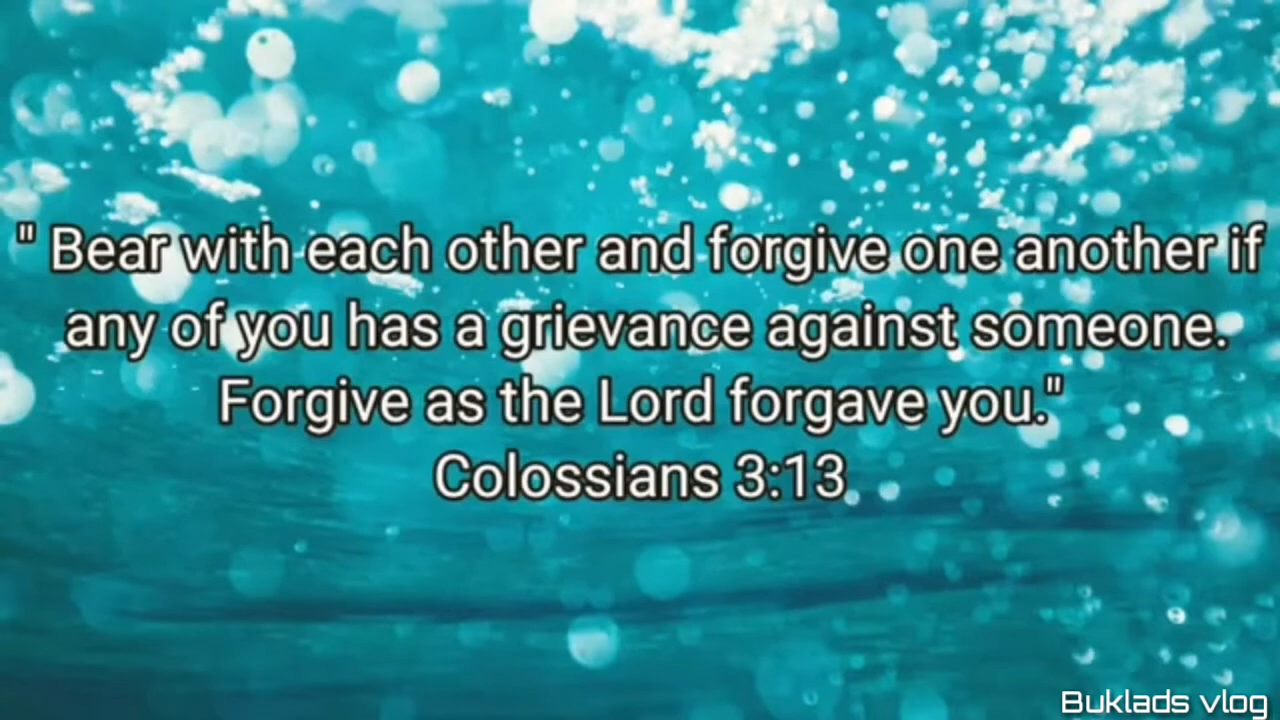 " Bear with each other and forgive one another if
any of you has a grievance against someone.
Forgive as the Lord forgave you."
Colossians 3:13
Buklads vlog